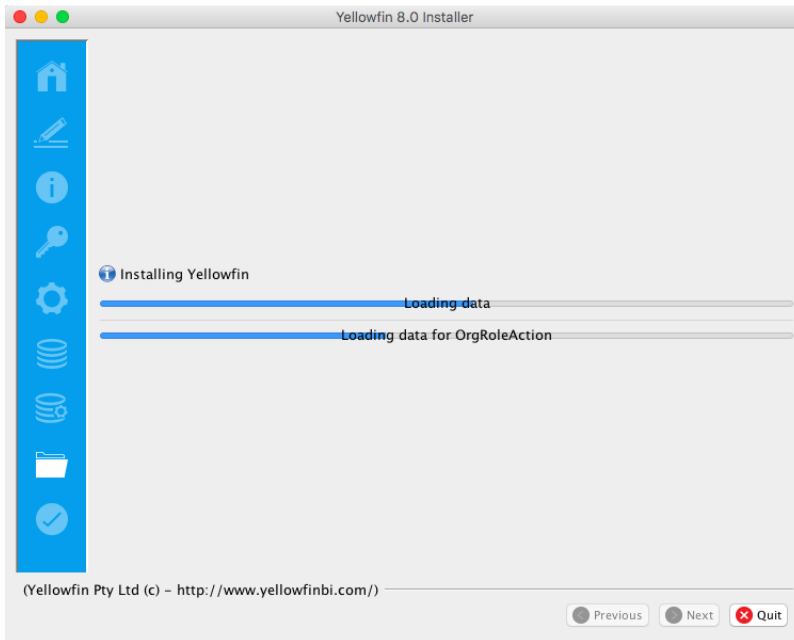 Yellowfin 8.0 Installer
Installing Yellowfin
Loading data
Loading data for OrgRoleAction
(Yellowfin Pty Ltd (c) – http://www.yellowfinbi.com/)
Previous Next Quit